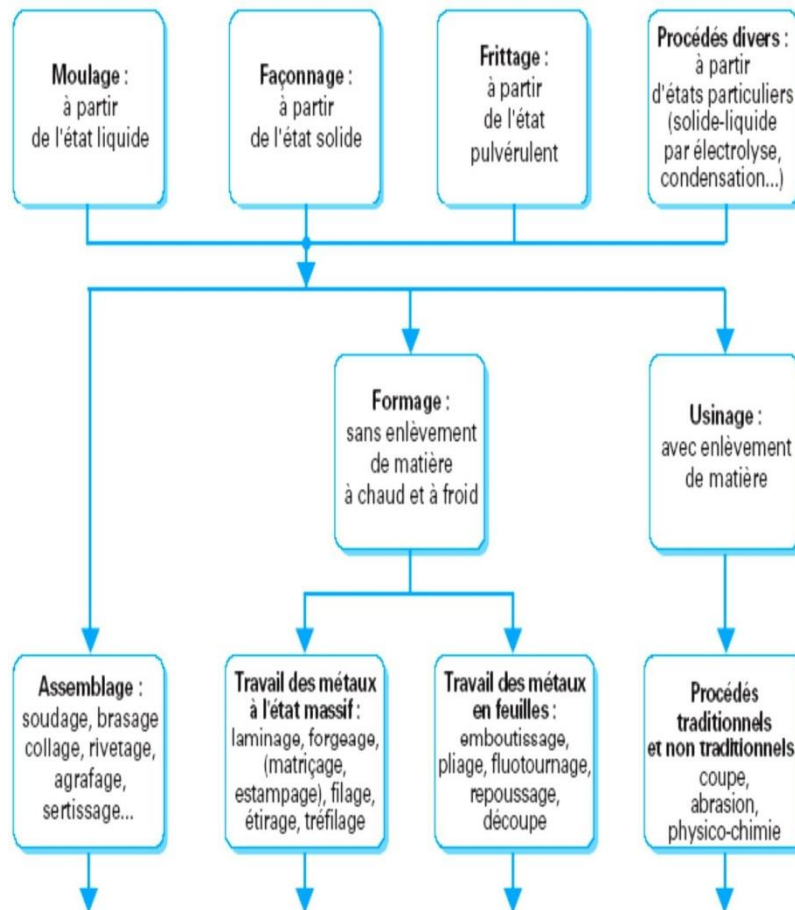 Moulage :
à partir
de l'état liquide
Façonnage :
à partir
de l'état solide
Frittage :
à partir
de l'état
pulvérulent
Procédés divers :
à partir
d'états particuliers
(solide-liquide
par électrolyse,
condensation...)
Formage :
sans enlèvement
de matière
à chaud et à froid
Usinage :
avec enlèvement
de matière
Assemblage :
soudage, brasage
collage, rivetage,
agrafage,
sertissage...
Travail des métaux
à l'état massif :
laminage, forgeage,
(matriçage,
estampage), filage,
étirage, tréfilage
Travail des métaux
en feuilles :
emboutissage,
pliage, fluotournage,
repoussage,
découpe
Procédés
traditionnels
et non traditionnels :
coupe,
abrasion,
physico-chimie